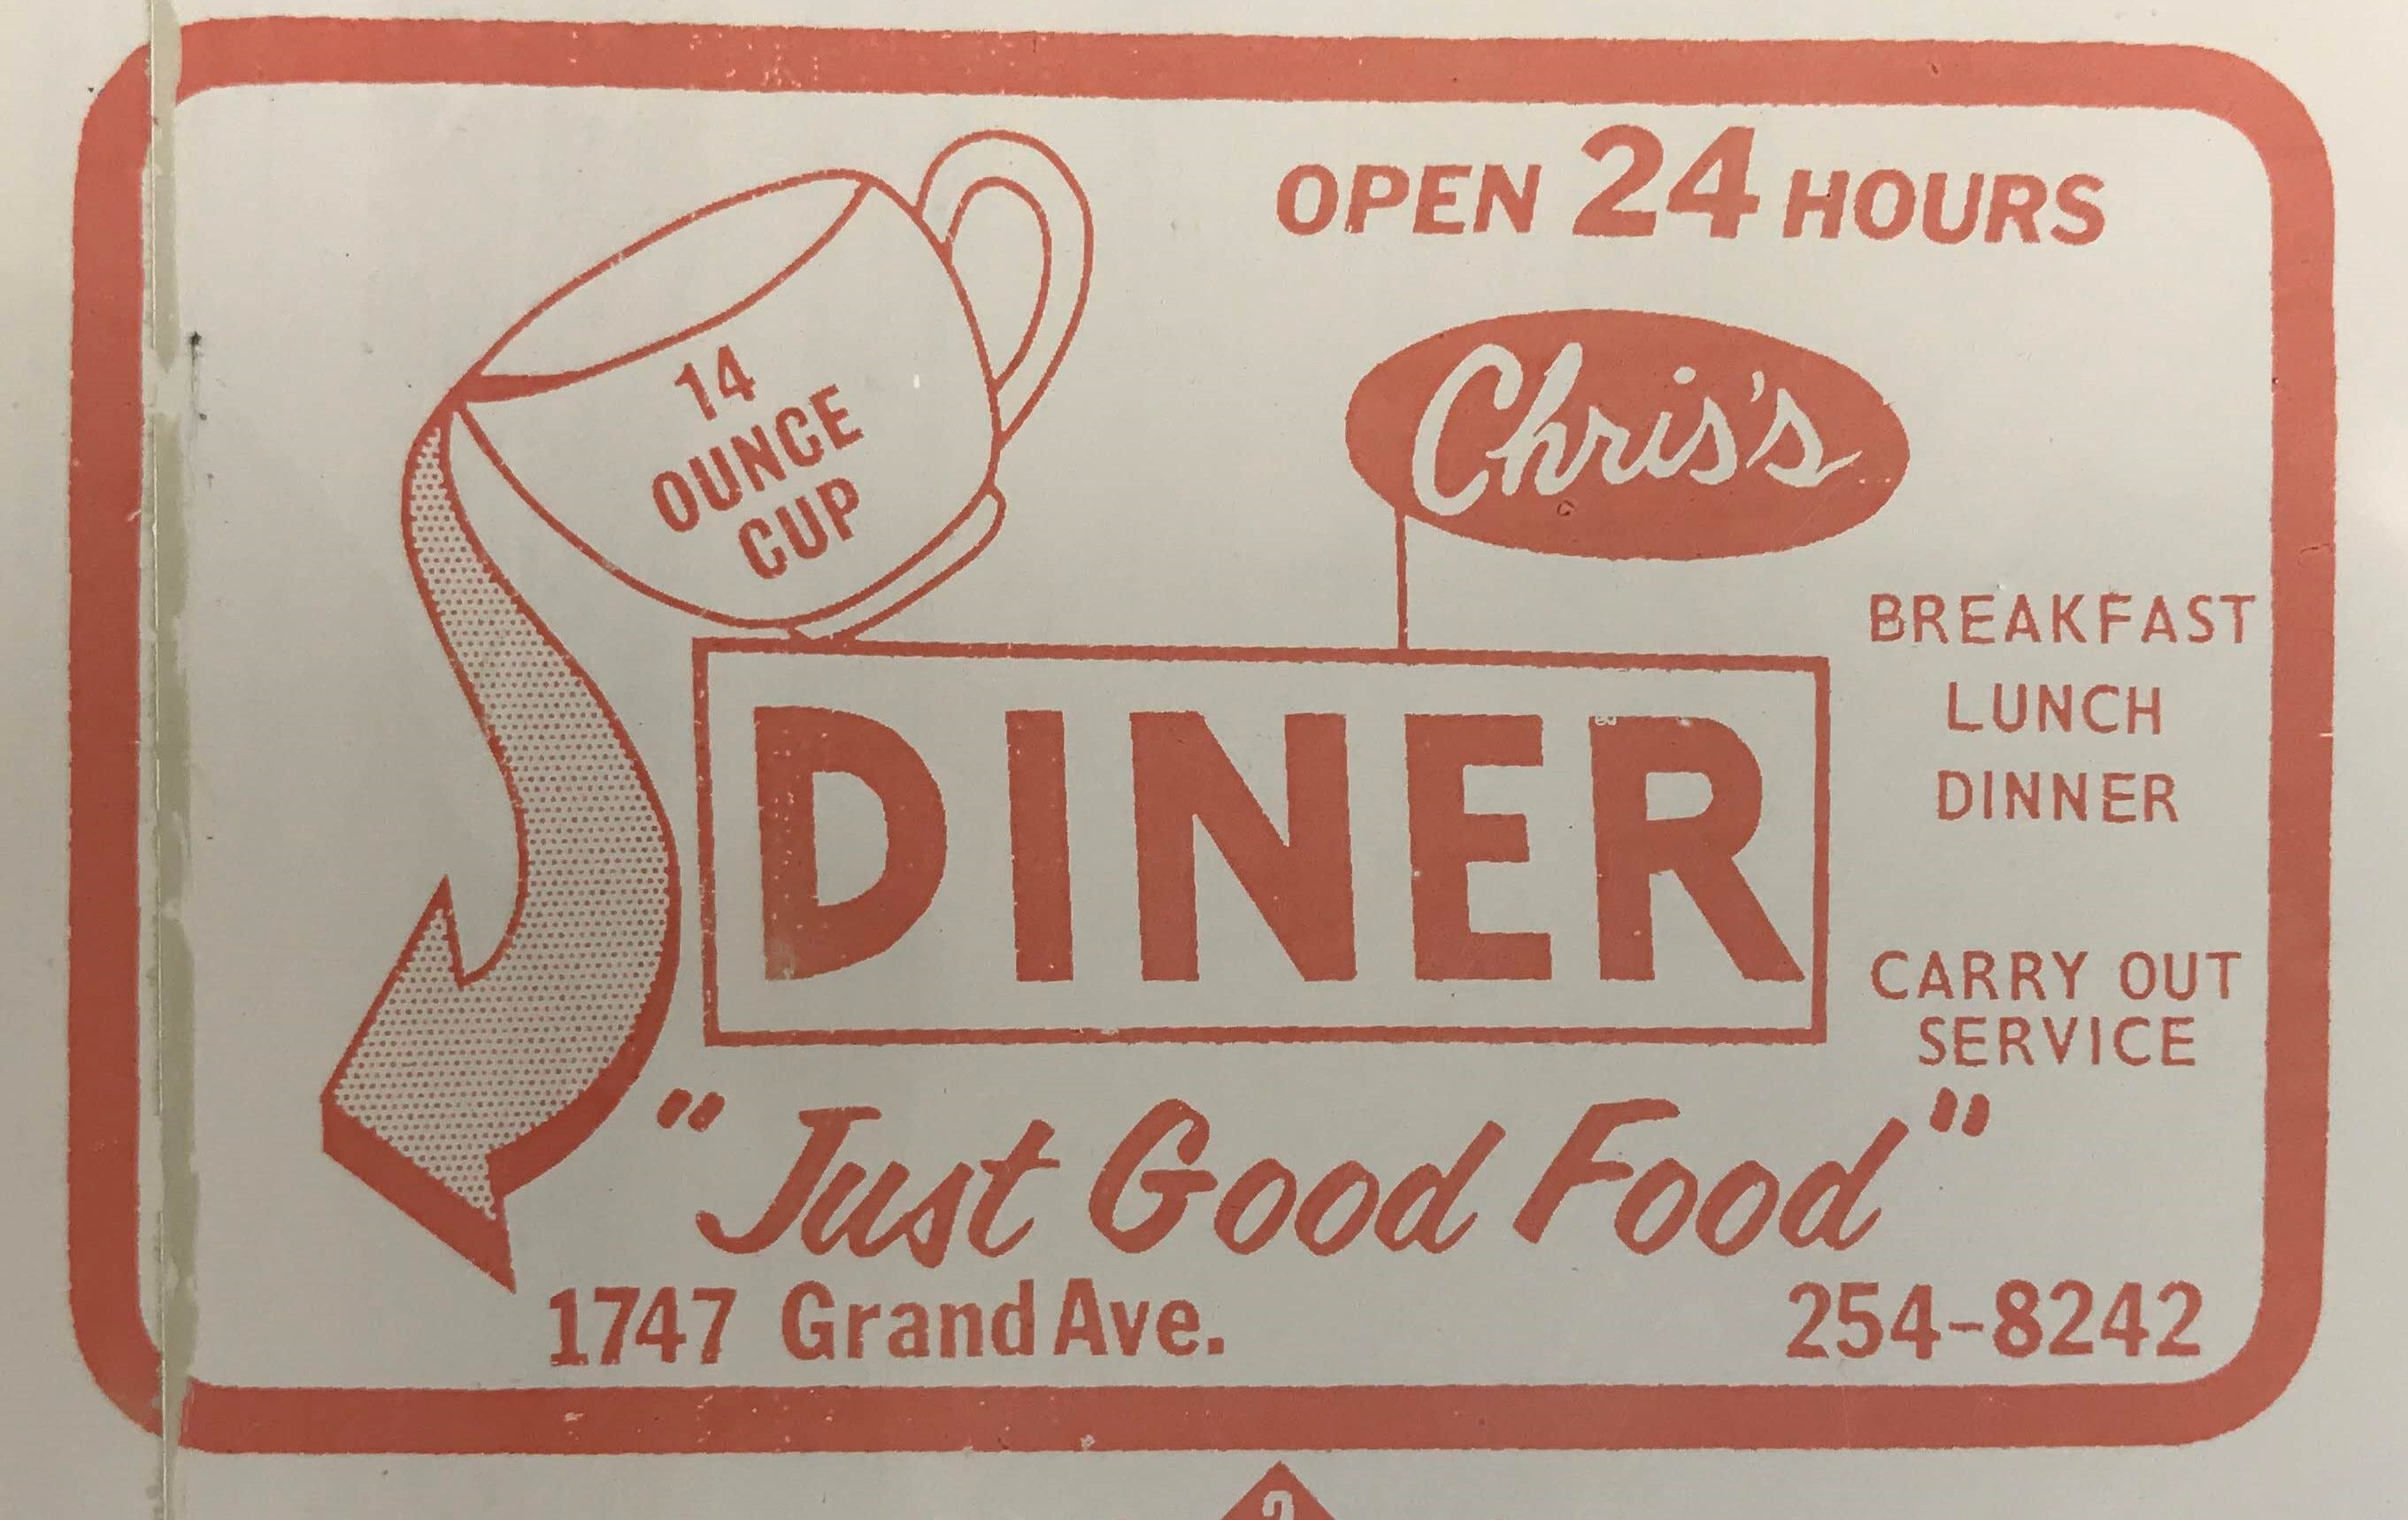 OPEN 24 HOURS
14
OUNCE
CUP
Chris's
DINER
BREAKFAST
LUNCH
DINNER
CARRY OUT
SERVICE
"Just Good Food"
1747 Grand Ave.
254-8242